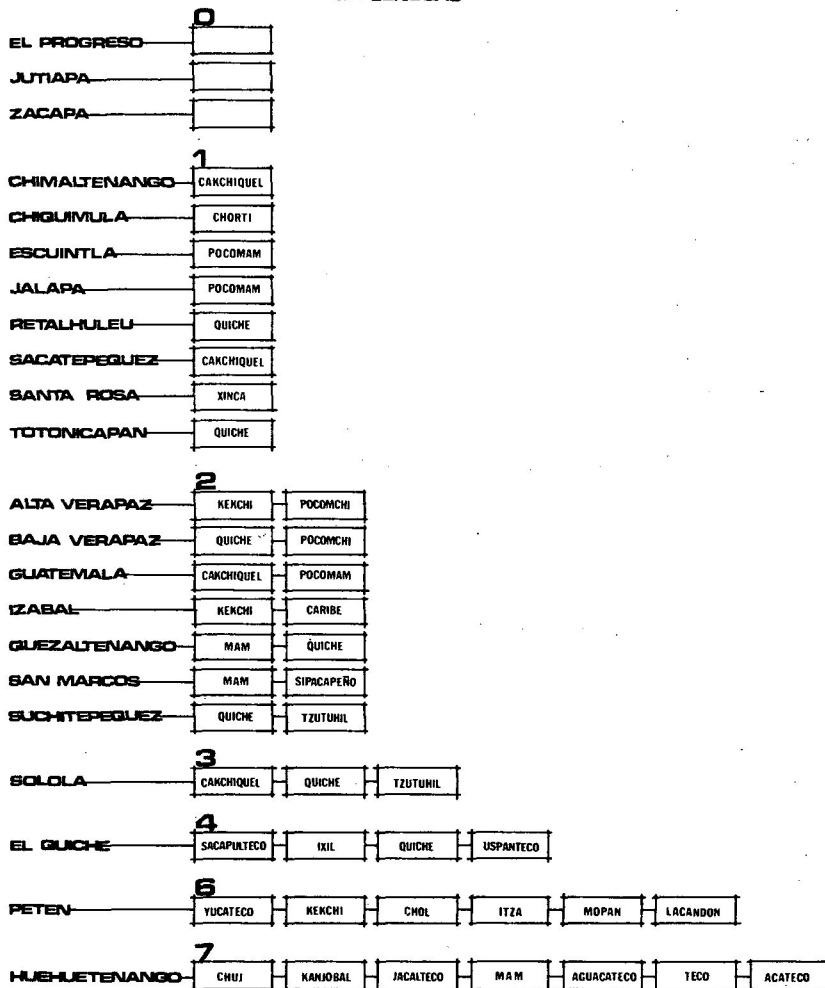 0
EL PROGRESO
JUTIAPA
ZACAPA
1
CHIMALTENANGO CAKCHIQUEL
CHIQUIMULA CHORTI
ESCUINTLA POCOMAM
JALAPA POCOMAM
RETALHULEU QUICHE
SACATEPEQUEZ CAKCHIQUEL
SANTA ROSA XINCA
TOTONICAPAN QUICHE
2
ALTA VERAPAZ KEKCHI POCOMCHI
BAJA VERAPAZ QUICHE POCOMCHI
GUATEMALA CAKCHIQUEL POCOMAM
IZABAL KEKCHI CARIBE
QUEZALTENANGO MAM QUICHE
SAN MARCOS MAM SIPACAPEÑO
SUCHITEPEQUEZ QUICHE TZUTUHIL
3
SOLOLA CAKCHIQUEL QUICHE TZUTUHIL
4
EL QUICHE SACAPULTECO IXIL QUICHE USPANTECO
6
PETEN YUCATECO KEKCHI CHOL ITZA MOPAN LACANDON
7
HUEHUETENANGO CHUJ KANJOBAL JACALTECO MAM AGUACATECO TECO ACATECO